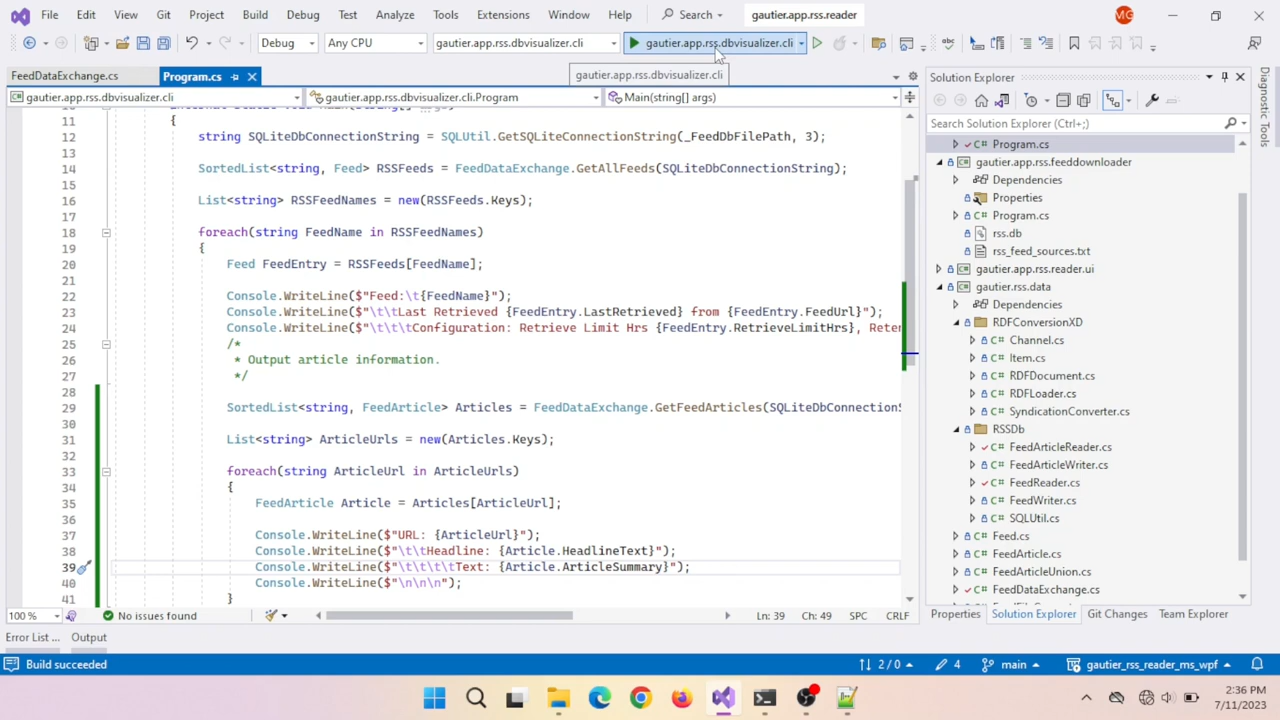 File Edit View Git Project Build Debug Test Analyze Tools Extensions Window Help Search gautier.app.rss.reader MG
Debug Any CPU gautier.app.rss.dbvisualizer.cli gautier.app.rss.dbvisualizer.cli
FeedDataExchange.cs Program.cs gautier.app.rss.dbvisualizer.cli
gautier.app.rss.dbvisualizer.cli gautier.app.rss.dbvisualizer.cli.Program Main(string[] args)
11 {
12 string SQLiteDbConnectionString = SQLUtil.GetSQLiteConnectionString(_FeedDbFilePath, 3);
13
14 SortedList<string, Feed> RSSFeeds = FeedDataExchange.GetAllFeeds(SQLiteDbConnectionString);
15
16 List<string> RSSFeedNames = new(RSSFeeds.Keys);
17
18 foreach(string FeedName in RSSFeedNames)
19 {
20 Feed FeedEntry = RSSFeeds[FeedName];
21
22 Console.WriteLine($"Feed:\t{FeedName}");
23 Console.WriteLine($"\t\tLast Retrieved {FeedEntry.LastRetrieved} from {FeedEntry.FeedUrl}");
24 Console.WriteLine($"\t\t\tConfiguration: Retrieve Limit Hrs {FeedEntry.RetrieveLimitHrs}, Reten
25 /*
26 * Output article information.
27 */
28
29 SortedList<string, FeedArticle> Articles = FeedDataExchange.GetFeedArticles(SQLiteDbConnectionS
30
31 List<string> ArticleUrls = new(Articles.Keys);
32
33 foreach(string ArticleUrl in ArticleUrls)
34 {
35 FeedArticle Article = Articles[ArticleUrl];
36
37 Console.WriteLine($"URL: {ArticleUrl}");
38 Console.WriteLine($"\t\tHeadline: {Article.HeadlineText}");
39 Console.WriteLine($"\t\t\t\tText: {Article.ArticleSummary}");
40 Console.WriteLine($"\n\n\n");
41 }
100 % No issues found Ln: 39 Ch: 49 SPC CRLF
Error List ... Output
Solution Explorer
Search Solution Explorer (Ctrl+;)
C# Program.cs
gautier.app.rss.feeddownloader
Dependencies
Properties
C# Program.cs
rss.db
rss_feed_sources.txt
gautier.app.rss.reader.ui
gautier.rss.data
Dependencies
RDFConversionXD
C# Channel.cs
C# Item.cs
C# RDFDocument.cs
C# RDFLoader.cs
C# SyndicationConverter.cs
RSSDb
C# FeedArticleReader.cs
C# FeedArticleWriter.cs
C# FeedReader.cs
C# FeedWriter.cs
C# SQLUtil.cs
C# Feed.cs
C# FeedArticle.cs
C# FeedArticleUnion.cs
C# FeedDataExchange.cs
Properties Solution Explorer Git Changes Team Explorer
Diagnostic Tools
Build succeeded 2 / 0 4 main gautier_rss_reader_ms_wpf
2:36 PM
7/11/2023